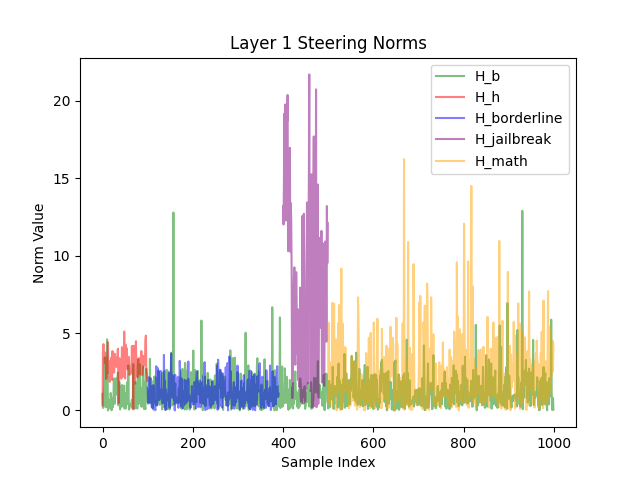 Layer 1 Steering Norms
H_b
H_h
H_borderline
H_jailbreak
H_math
20
15
10
5
0
Norm Value
0 200 400 600 800 1000
Sample Index